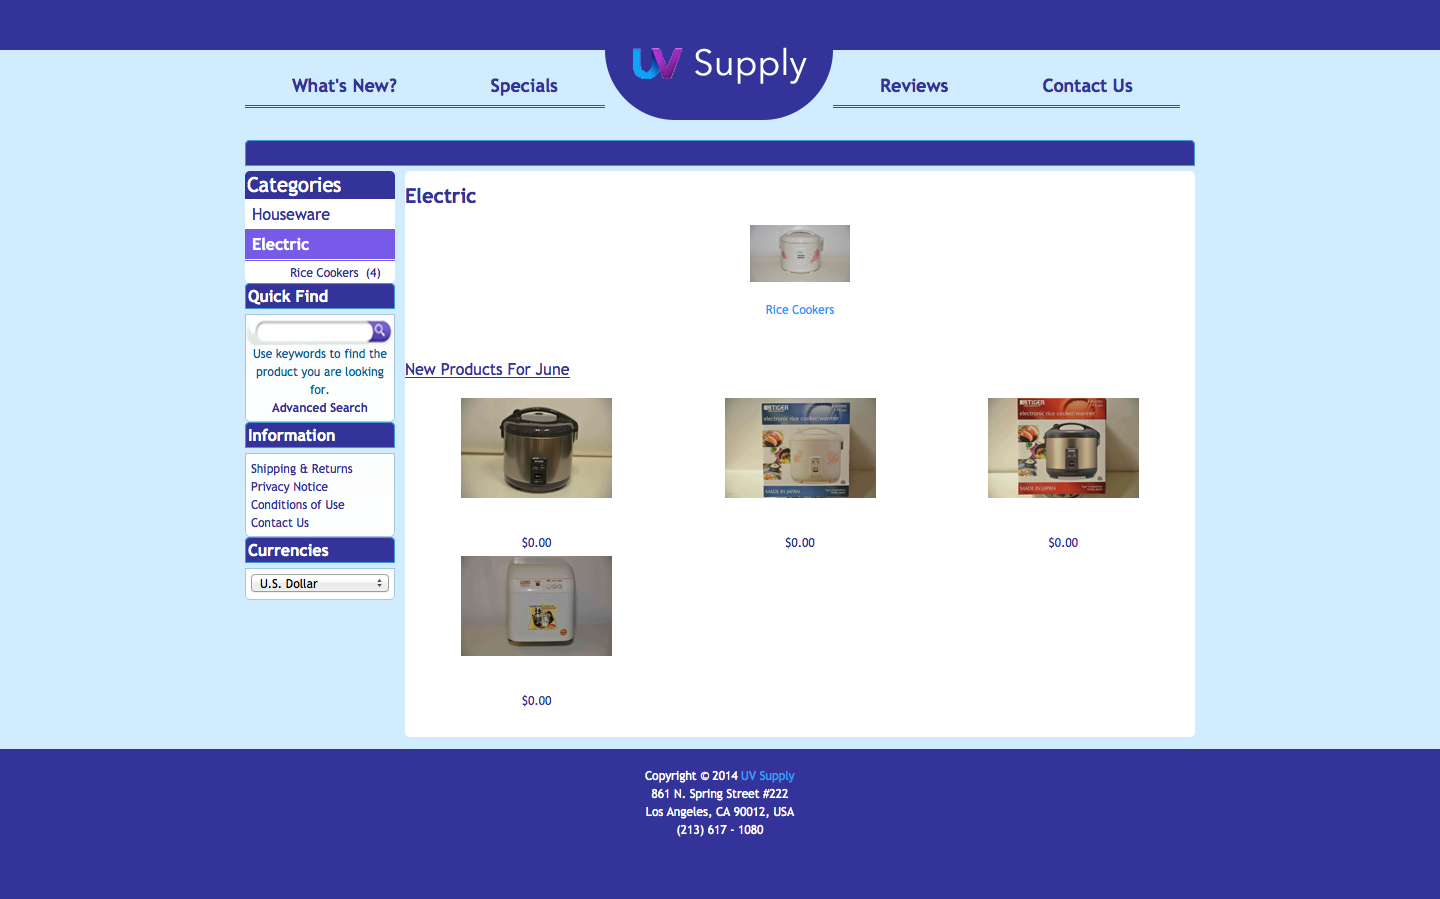 What's New?
Specials
UV Supply
Reviews
Contact Us
Categories
Houseware
Electric
Rice Cookers (4)
Quick Find
Use keywords to find the
product you are looking
for.
Advanced Search
Information
Shipping & Returns
Privacy Notice
Conditions of Use
Contact Us
Currencies
U.S. Dollar
Electric
Rice Cookers
New Products For June
TIGER
electronic rice cooker/warmer
MADE IN JAPAN
TIGER
electronic rice cooker/warmer
MADE IN JAPAN
$0.00
$0.00
$0.00
$0.00
Copyright © 2014 UV Supply
861 N. Spring Street #222
Los Angeles, CA 90012, USA
(213) 617 - 1080